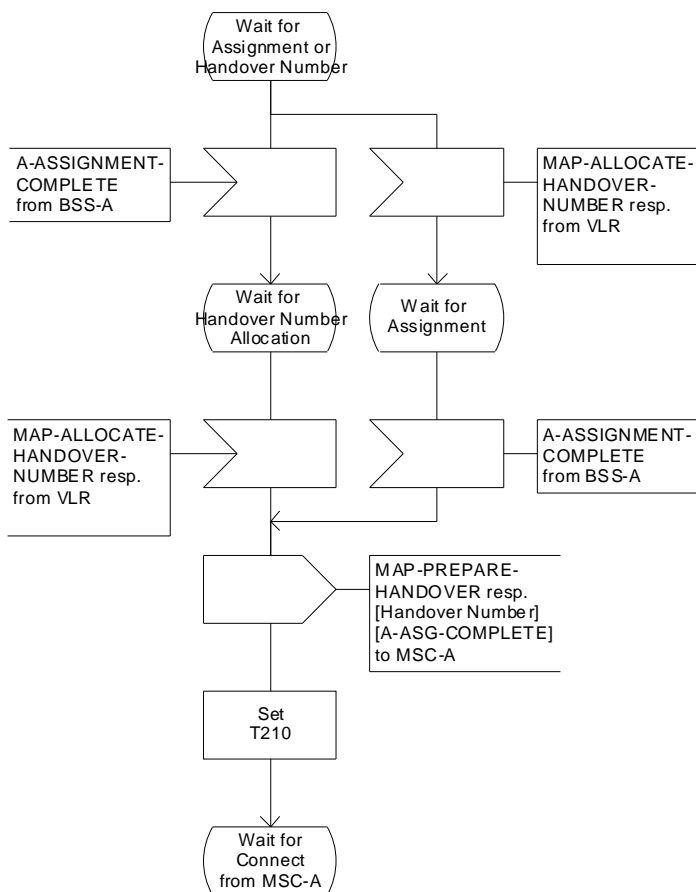 Wait for
Assignment or
Handover Number
A-ASSIGNMENT-
COMPLETE
from BSS-A
MAP-ALLOCATE-
HANDOVER-
NUMBER resp.
from VLR
Wait for
Handover Number
Allocation
Wait for
Assignment
MAP-ALLOCATE-
HANDOVER-
NUMBER resp.
from VLR
A-ASSIGNMENT-
COMPLETE
from BSS-A
MAP-PREPARE-
HANDOVER resp.
[Handover Number]
[A-ASG-COMPLETE]
to MSC-A
Set
T210
Wait for
Connect
from MSC-A